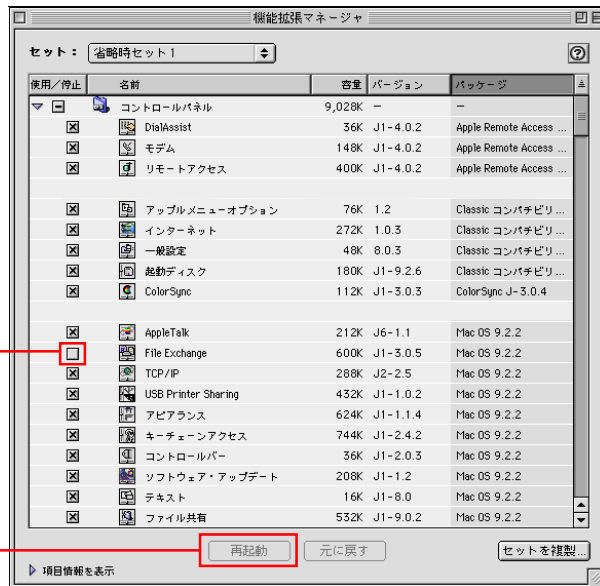 機能拡張マネージャ
セット： 省略時セット1
使用／停止 名前 容量 バージョン パッケージ
コントロールパネル 9,028K – –
DialAssist 36K J1-4.0.2 Apple Remote Access ...
モデム 148K J1-4.0.2 Apple Remote Access ...
リモートアクセス 400K J1-4.0.2 Apple Remote Access ...
アップルメニューオプション 76K 1.2 Classic コンパチビリ...
インターネット 272K 1.0.3 Classic コンパチビリ...
一般設定 48K 8.0.3 Classic コンパチビリ...
起動ディスク 180K J1-9.2.6 Classic コンパチビリ...
ColorSync 112K J1-3.0.3 ColorSync J-3.0.4
AppleTalk 212K J6-1.1 Mac OS 9.2.2
File Exchange 600K J1-3.0.5 Mac OS 9.2.2
TCP/IP 288K J2-2.5 Mac OS 9.2.2
USB Printer Sharing 432K J1-1.0.2 Mac OS 9.2.2
アピアランス 624K J1-1.1.4 Mac OS 9.2.2
キーチェーンアクセス 744K J1-2.4.2 Mac OS 9.2.2
コントロールバー 36K J1-2.0.3 Mac OS 9.2.2
ソフトウェア・アップデート 208K J1-1.2 Mac OS 9.2.2
テキスト 16K J1-8.0 Mac OS 9.2.2
ファイル共有 532K J1-9.0.2 Mac OS 9.2.2
再起動 元に戻す セットを複製...
項目情報を表示